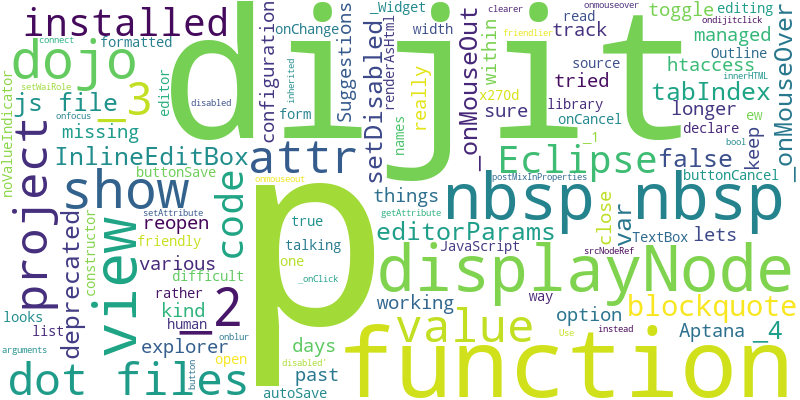 dijit
p
function
displayNode
nbsp nbsp
project
view
show
dojo
installed
_3
js file
missing
InlineEditBox
attr
code
_2
dot files
value
Eclipse
blockquote
editorParams
tabIndex
setDisabled
_onMouseOut
_onMouseOver
configuration
deprecated
false
reopen
various
explorer
kind
days
past
working
things
option
Aptana
_4
var
close
lets
TextBox
toggle
managed
htaccess
longer
declare
keep
ew
sure
tried
track
within
really
Suggestions
renderAsHtml
onChange
_Widget
width
read
source
library
x270d
names
form
editor
formatted
editing
Outline
onCancel
_1
buttonSave
buttonCancel
JavaScript
true
talking
one
_onClick
open
autoSave
way
difficult
friendly
rather
human
looks
list
constructor
noValueIndicator
connect
setWaiRole
onfocus
disabled
inherited
setAttribute
getAttribute
onmouseout
onmouseover
clearer
friendlier
ondijitclick
innerHTML
bool
postMixInProperties
srcNodeRef
Use
instead
arguments
onblur
button
disabled'